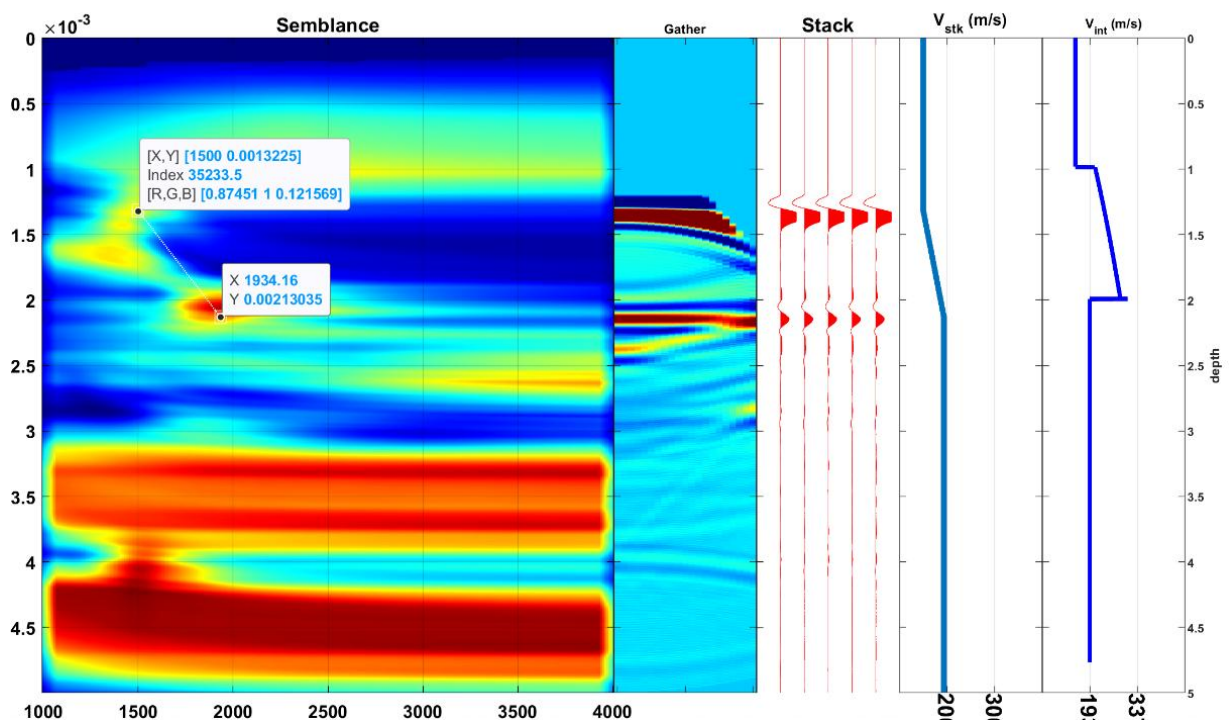 ×10⁻³
Semblance
Gather
Stack
V_stk (m/s)
V_int (m/s)
0
0.5
1
1.5
2
2.5
3
3.5
4
4.5
[X,Y] [1500 0.0013225]
Index 35233.5
[R,G,B] [0.87451 1 0.121569]
X 1934.16
Y 0.00213035
0
0.5
1
1.5
2
2.5
3
3.5
4
4.5
5
depth
1000
1500
2000
2500
3000
3500
4000